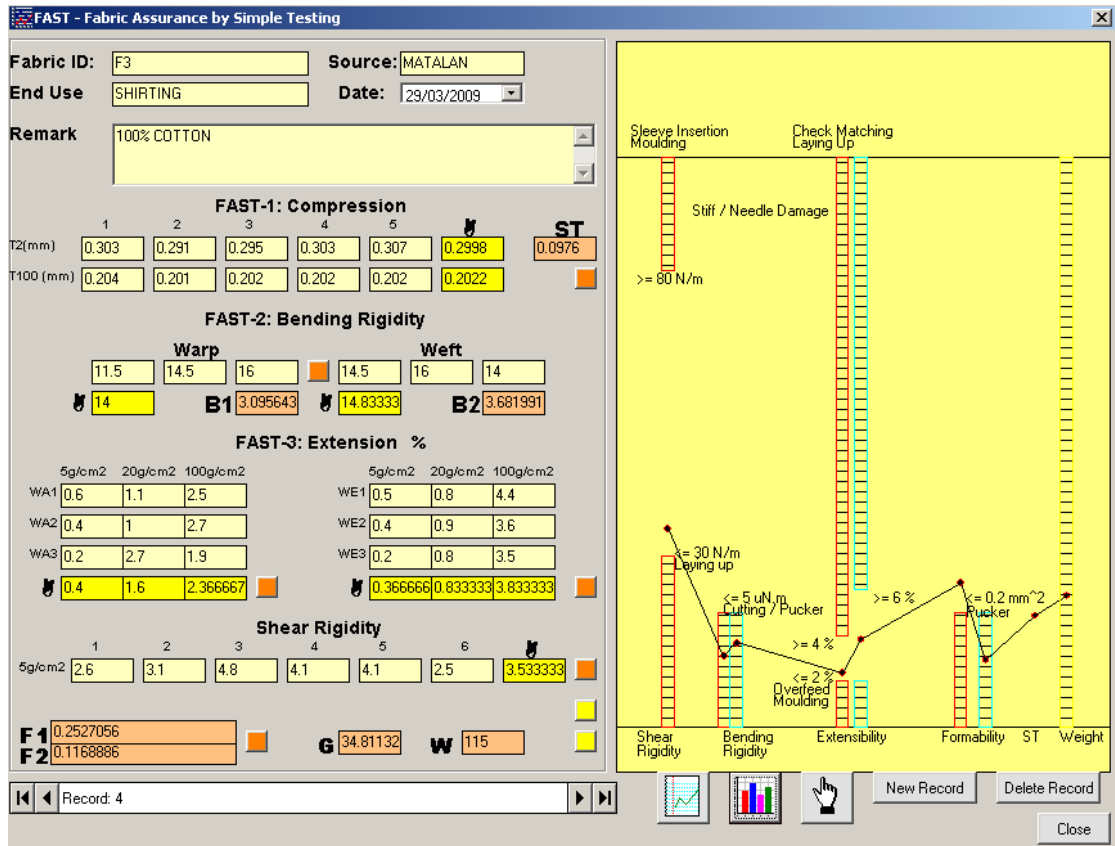 FAST - Fabric Assurance by Simple Testing
Fabric ID: F3 Source: MATALAN
End Use SHIRTING Date: 29/03/2009
Remark 100% COTTON
FAST-1: Compression
1 2 3 4 5 ST
T2(mm) 0.303 0.291 0.295 0.303 0.307 0.2998 0.0976
T100 (mm) 0.204 0.201 0.202 0.202 0.202 0.2022
FAST-2: Bending Rigidity
Warp Weft
11.5 14.5 16 14.5 16 14
14 B1 3.095643 14.83333 B2 3.681991
FAST-3: Extension %
5g/cm2 20g/cm2 100g/cm2 5g/cm2 20g/cm2 100g/cm2
WA1 0.6 1.1 2.5 WE1 0.5 0.8 4.4
WA2 0.4 1 2.7 WE2 0.4 0.9 3.6
WA3 0.2 2.7 1.9 WE3 0.2 0.8 3.5
0.4 1.6 2.366667 0.366666 0.833333 3.833333
Shear Rigidity
1 2 3 4 5 6
5g/cm2 2.6 3.1 4.8 4.1 4.1 2.5 3.533333
F1 0.2527056
F2 0.1168886
G 34.81132 W 115
Record: 4
Sleeve Insertion
Moulding
Check Matching
Laying Up
Stiff / Needle Damage
>= 80 N/m
<= 30 N/m
Laying up
<= 5 uN.m
Cutting / Pucker
>= 6 %
>= 4 %
<= 2 %
Overfeed
Moulding
<= 0.2 mm^2
Pucker
Shear
Rigidity
Bending
Rigidity
Extensibility
Formability
ST
Weight
New Record
Delete Record
Close